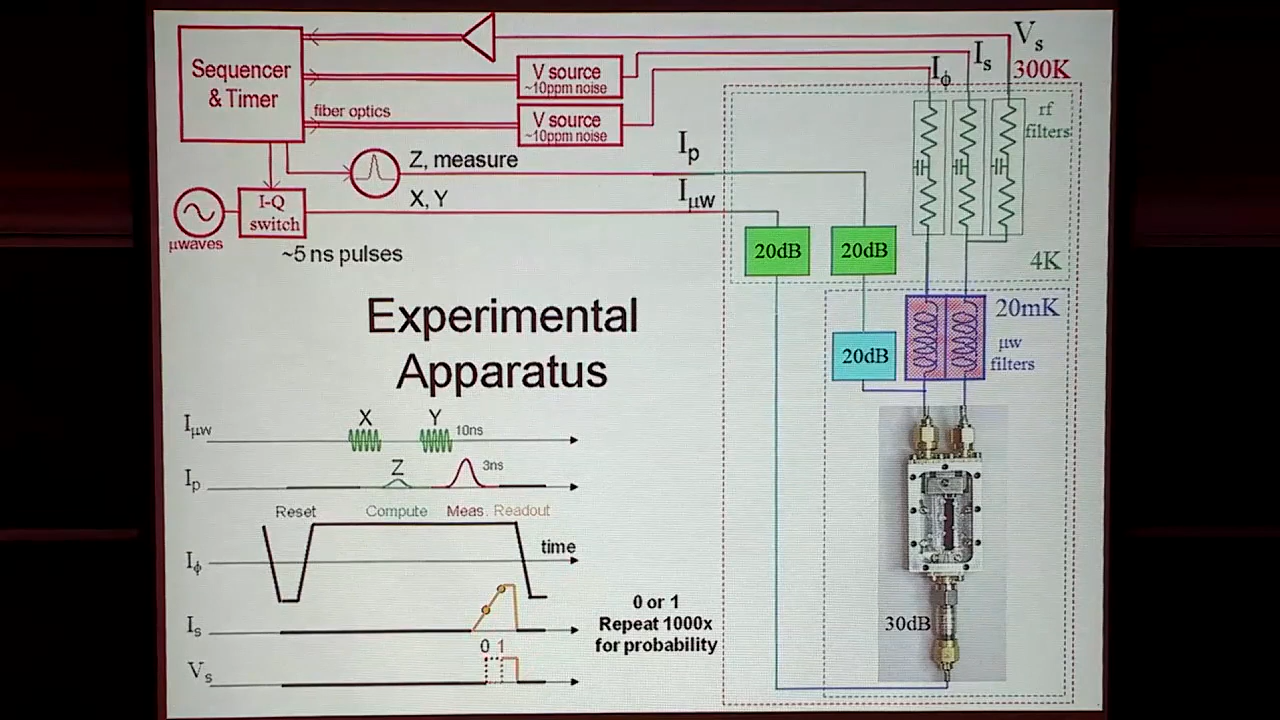 Sequencer
& Timer
fiber optics
V source
~10ppm noise
V source
~10ppm noise
Vs
Is
Iϕ
300K
rf
filters
Ip
Z, measure
X, Y
Iμw
I-Q
switch
μwaves
~5 ns pulses
20dB
20dB
4K
20mK
μw
filters
20dB
30dB
Experimental
Apparatus
Iμw
X
Y
10ns
Ip
Z
3ns
Reset
Compute
Meas.
Readout
Iϕ
time
Is
0 1
Vs
0 or 1
Repeat 1000x
for probability